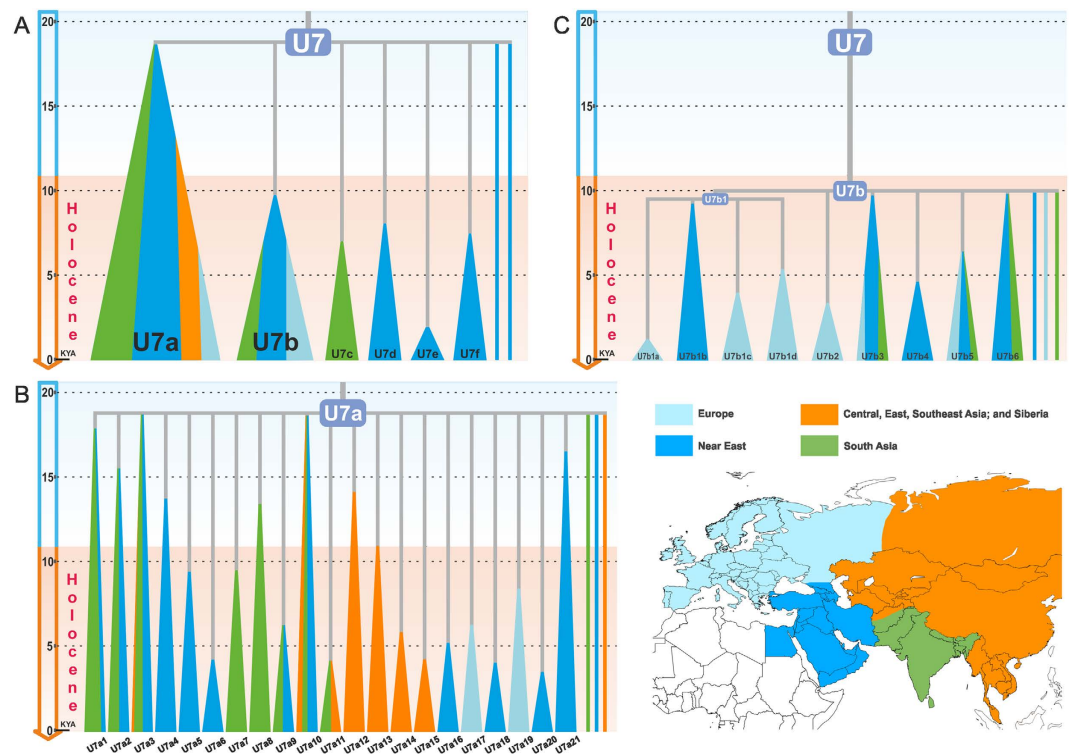 A
20
15
10
5
0
KYA
Holocene
U7
U7a
U7b
U7c
U7d
U7e
U7f
C
20
15
10
5
0
KYA
Holocene
U7
U7b
U7b1
U7b1a
U7b1b
U7b1c
U7b1d
U7b2
U7b3
U7b4
U7b5
U7b6
B
20
15
10
5
0
KYA
Holocene
U7a
U7a1
U7a2
U7a3
U7a4
U7a5
U7a6
U7a7
U7a8
U7a9
U7a10
U7a11
U7a12
U7a13
U7a14
U7a15
U7a16
U7a17
U7a18
U7a19
U7a20
U7a21
Europe
Central, East, Southeast Asia; and Siberia
Near East
South Asia